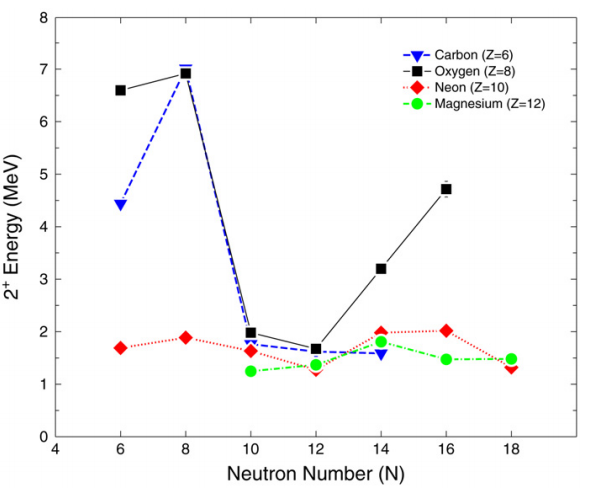 8
7
6
5
4
3
2
1
0
2⁺ Energy (MeV)
Carbon (Z=6)
Oxygen (Z=8)
Neon (Z=10)
Magnesium (Z=12)
4 6 8 10 12 14 16 18
Neutron Number (N)